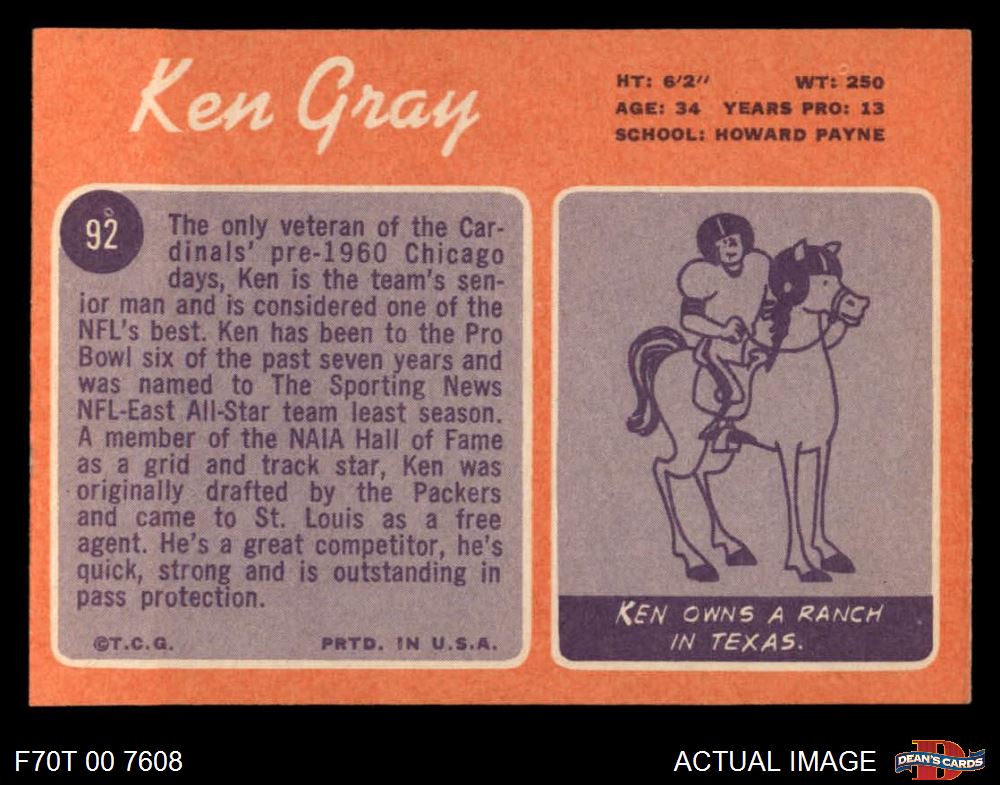 Ken Gray
HT: 6'2" WT: 250
AGE: 34 YEARS PRO: 13
SCHOOL: HOWARD PAYNE
92
The only veteran of the Car-
dinals' pre-1960 Chicago
days, Ken is the team's sen-
ior man and is considered one of the
NFL's best. Ken has been to the Pro
Bowl six of the past seven years and
was named to The Sporting News
NFL-East All-Star team least season.
A member of the NAIA Hall of Fame
as a grid and track star, Ken was
originally drafted by the Packers
and came to St. Louis as a free
agent. He's a great competitor, he's
quick, strong and is outstanding in
pass protection.
©T.C.G. PRTD. IN U.S.A.
KEN OWNS A RANCH
IN TEXAS.
F70T 00 7608
ACTUAL IMAGE
D
DEAN'S CARDS